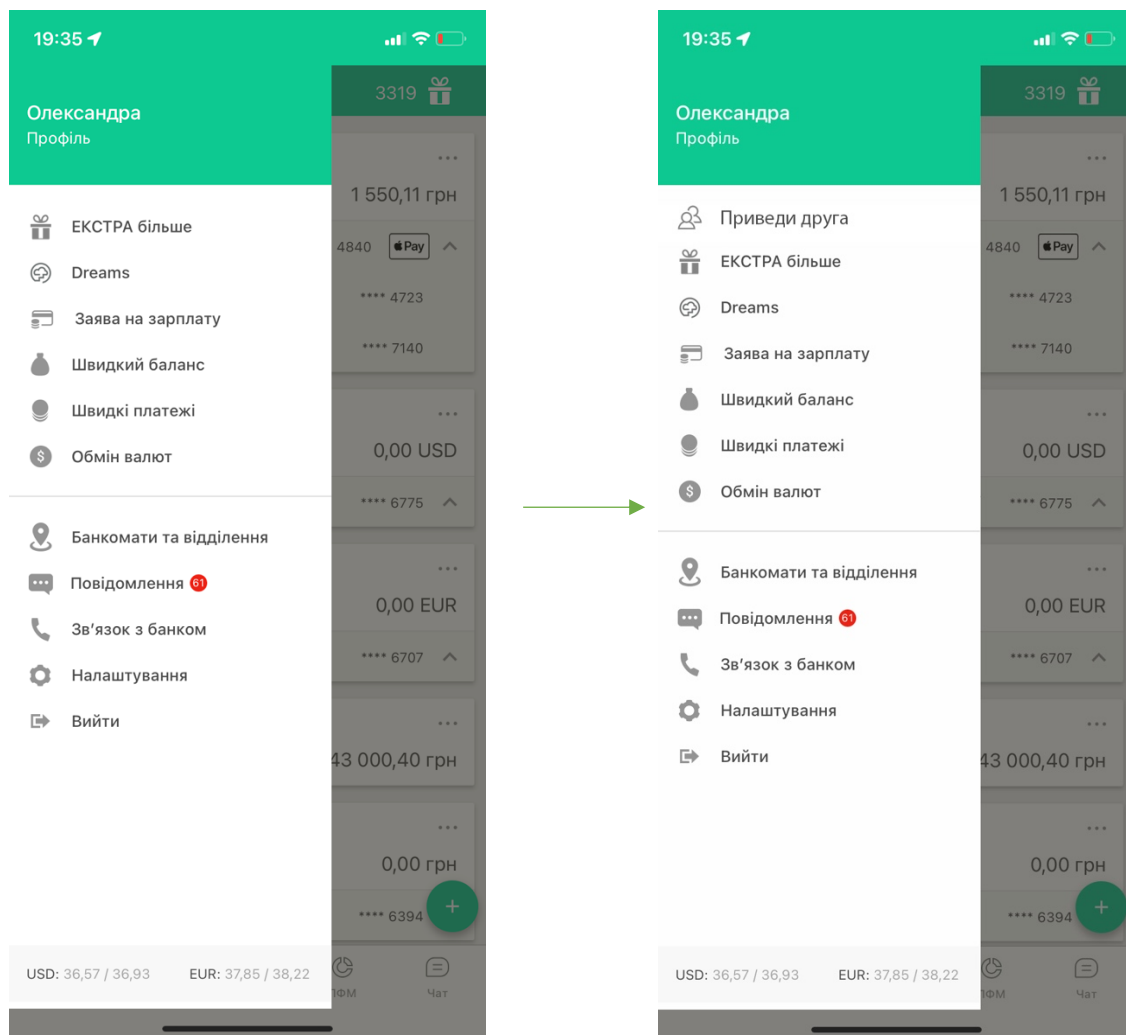 19:35
3319
Олександра
Профіль
1 550,11 грн
ЕКСТРА більше
4840 Pay
Dreams
**** 4723
Заява на зарплату
**** 7140
Швидкий баланс
Швидкі платежі
0,00 USD
Обмін валют
**** 6775
Банкомати та відділення
Повідомлення 61
0,00 EUR
Зв'язок з банком
**** 6707
Налаштування
Вийти
43 000,40 грн
0,00 грн
**** 6394
+
USD: 36,57 / 36,93 EUR: 37,85 / 38,22
ПФМ Чат
19:35
3319
Олександра
Профіль
1 550,11 грн
Приведи друга
4840 Pay
ЕКСТРА більше
**** 4723
Dreams
**** 7140
Заява на зарплату
Швидкий баланс
Швидкі платежі
0,00 USD
Обмін валют
**** 6775
Банкомати та відділення
0,00 EUR
Повідомлення 61
**** 6707
Зв'язок з банком
Налаштування
Вийти
43 000,40 грн
0,00 грн
**** 6394
+
USD: 36,57 / 36,93 EUR: 37,85 / 38,22
ПФМ Чат